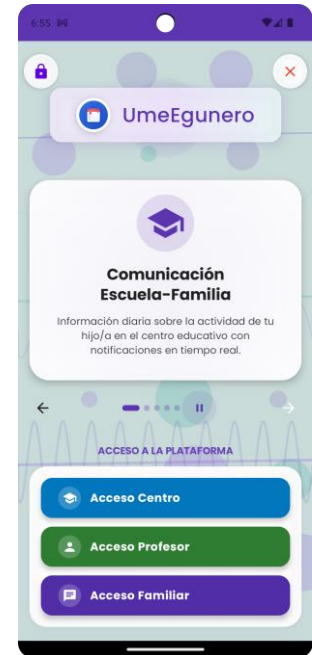 6:55
UmeEgunero
Comunicación
Escuela-Familia
Información diaria sobre la actividad de tu
hijo/a en el centro educativo con
notificaciones en tiempo real.
ACCESO A LA PLATAFORMA
Acceso Centro
Acceso Profesor
Acceso Familiar